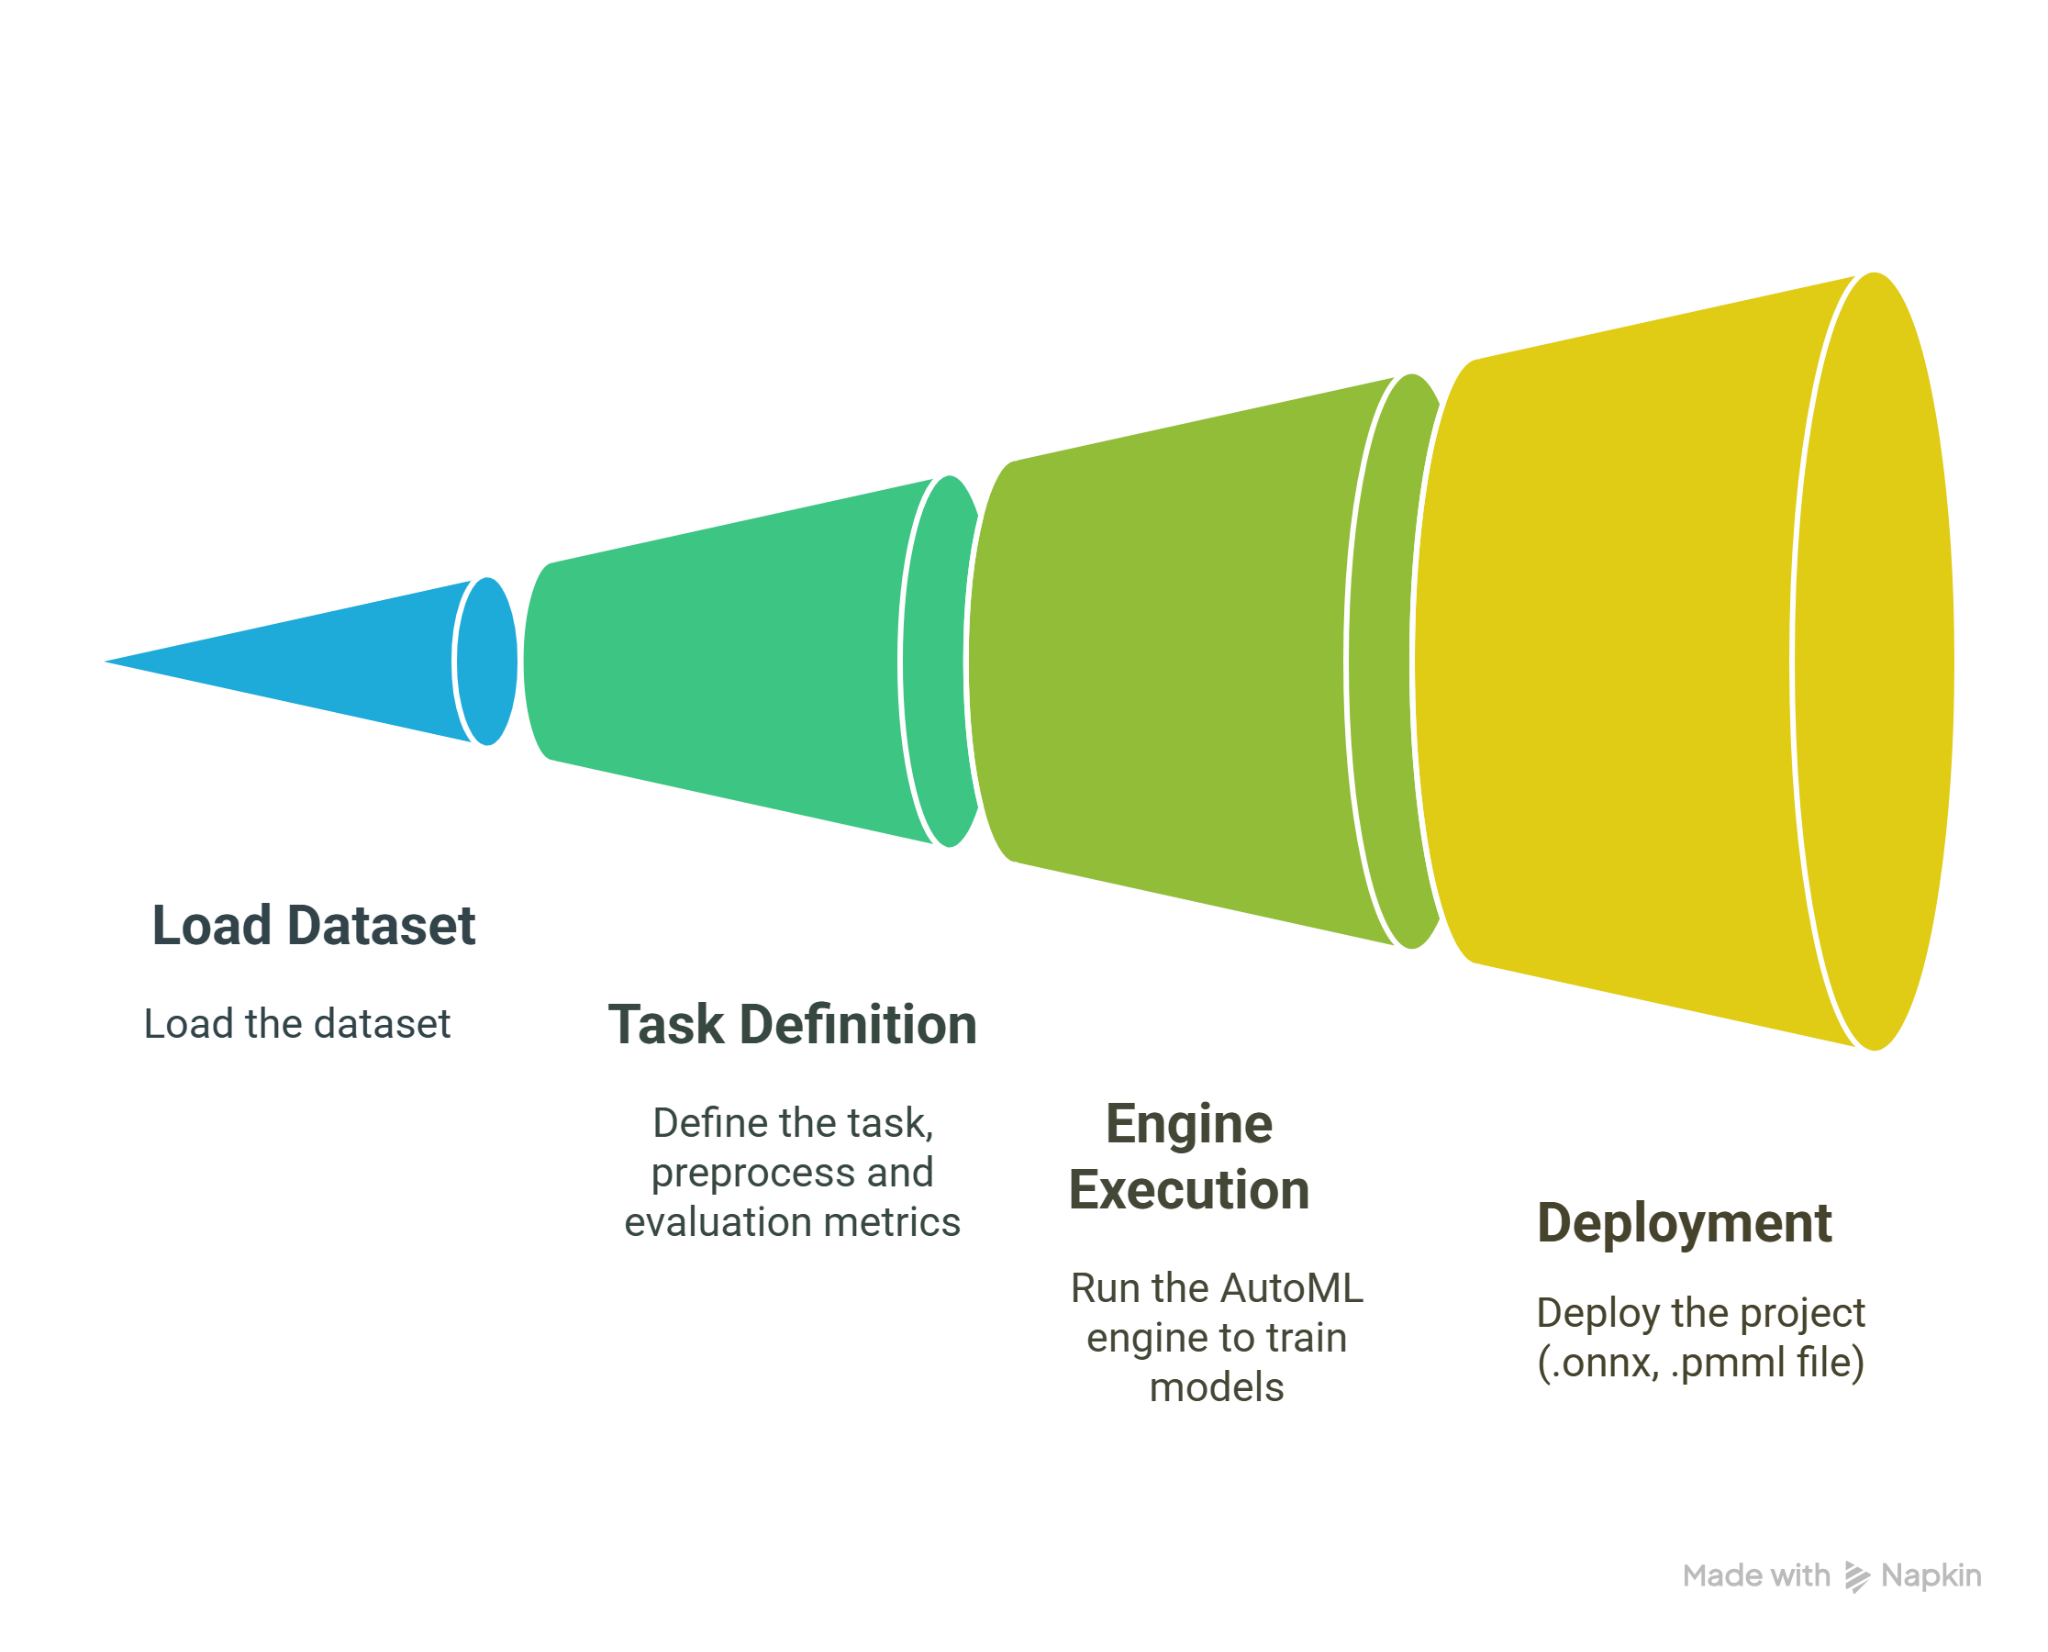 Load Dataset
Load the dataset
Task Definition
Define the task,
preprocess and
evaluation metrics
Engine
Execution
Run the AutoML
engine to train
models
Deployment
Deploy the project
(.onnx, .pmml file)
Made with Napkin